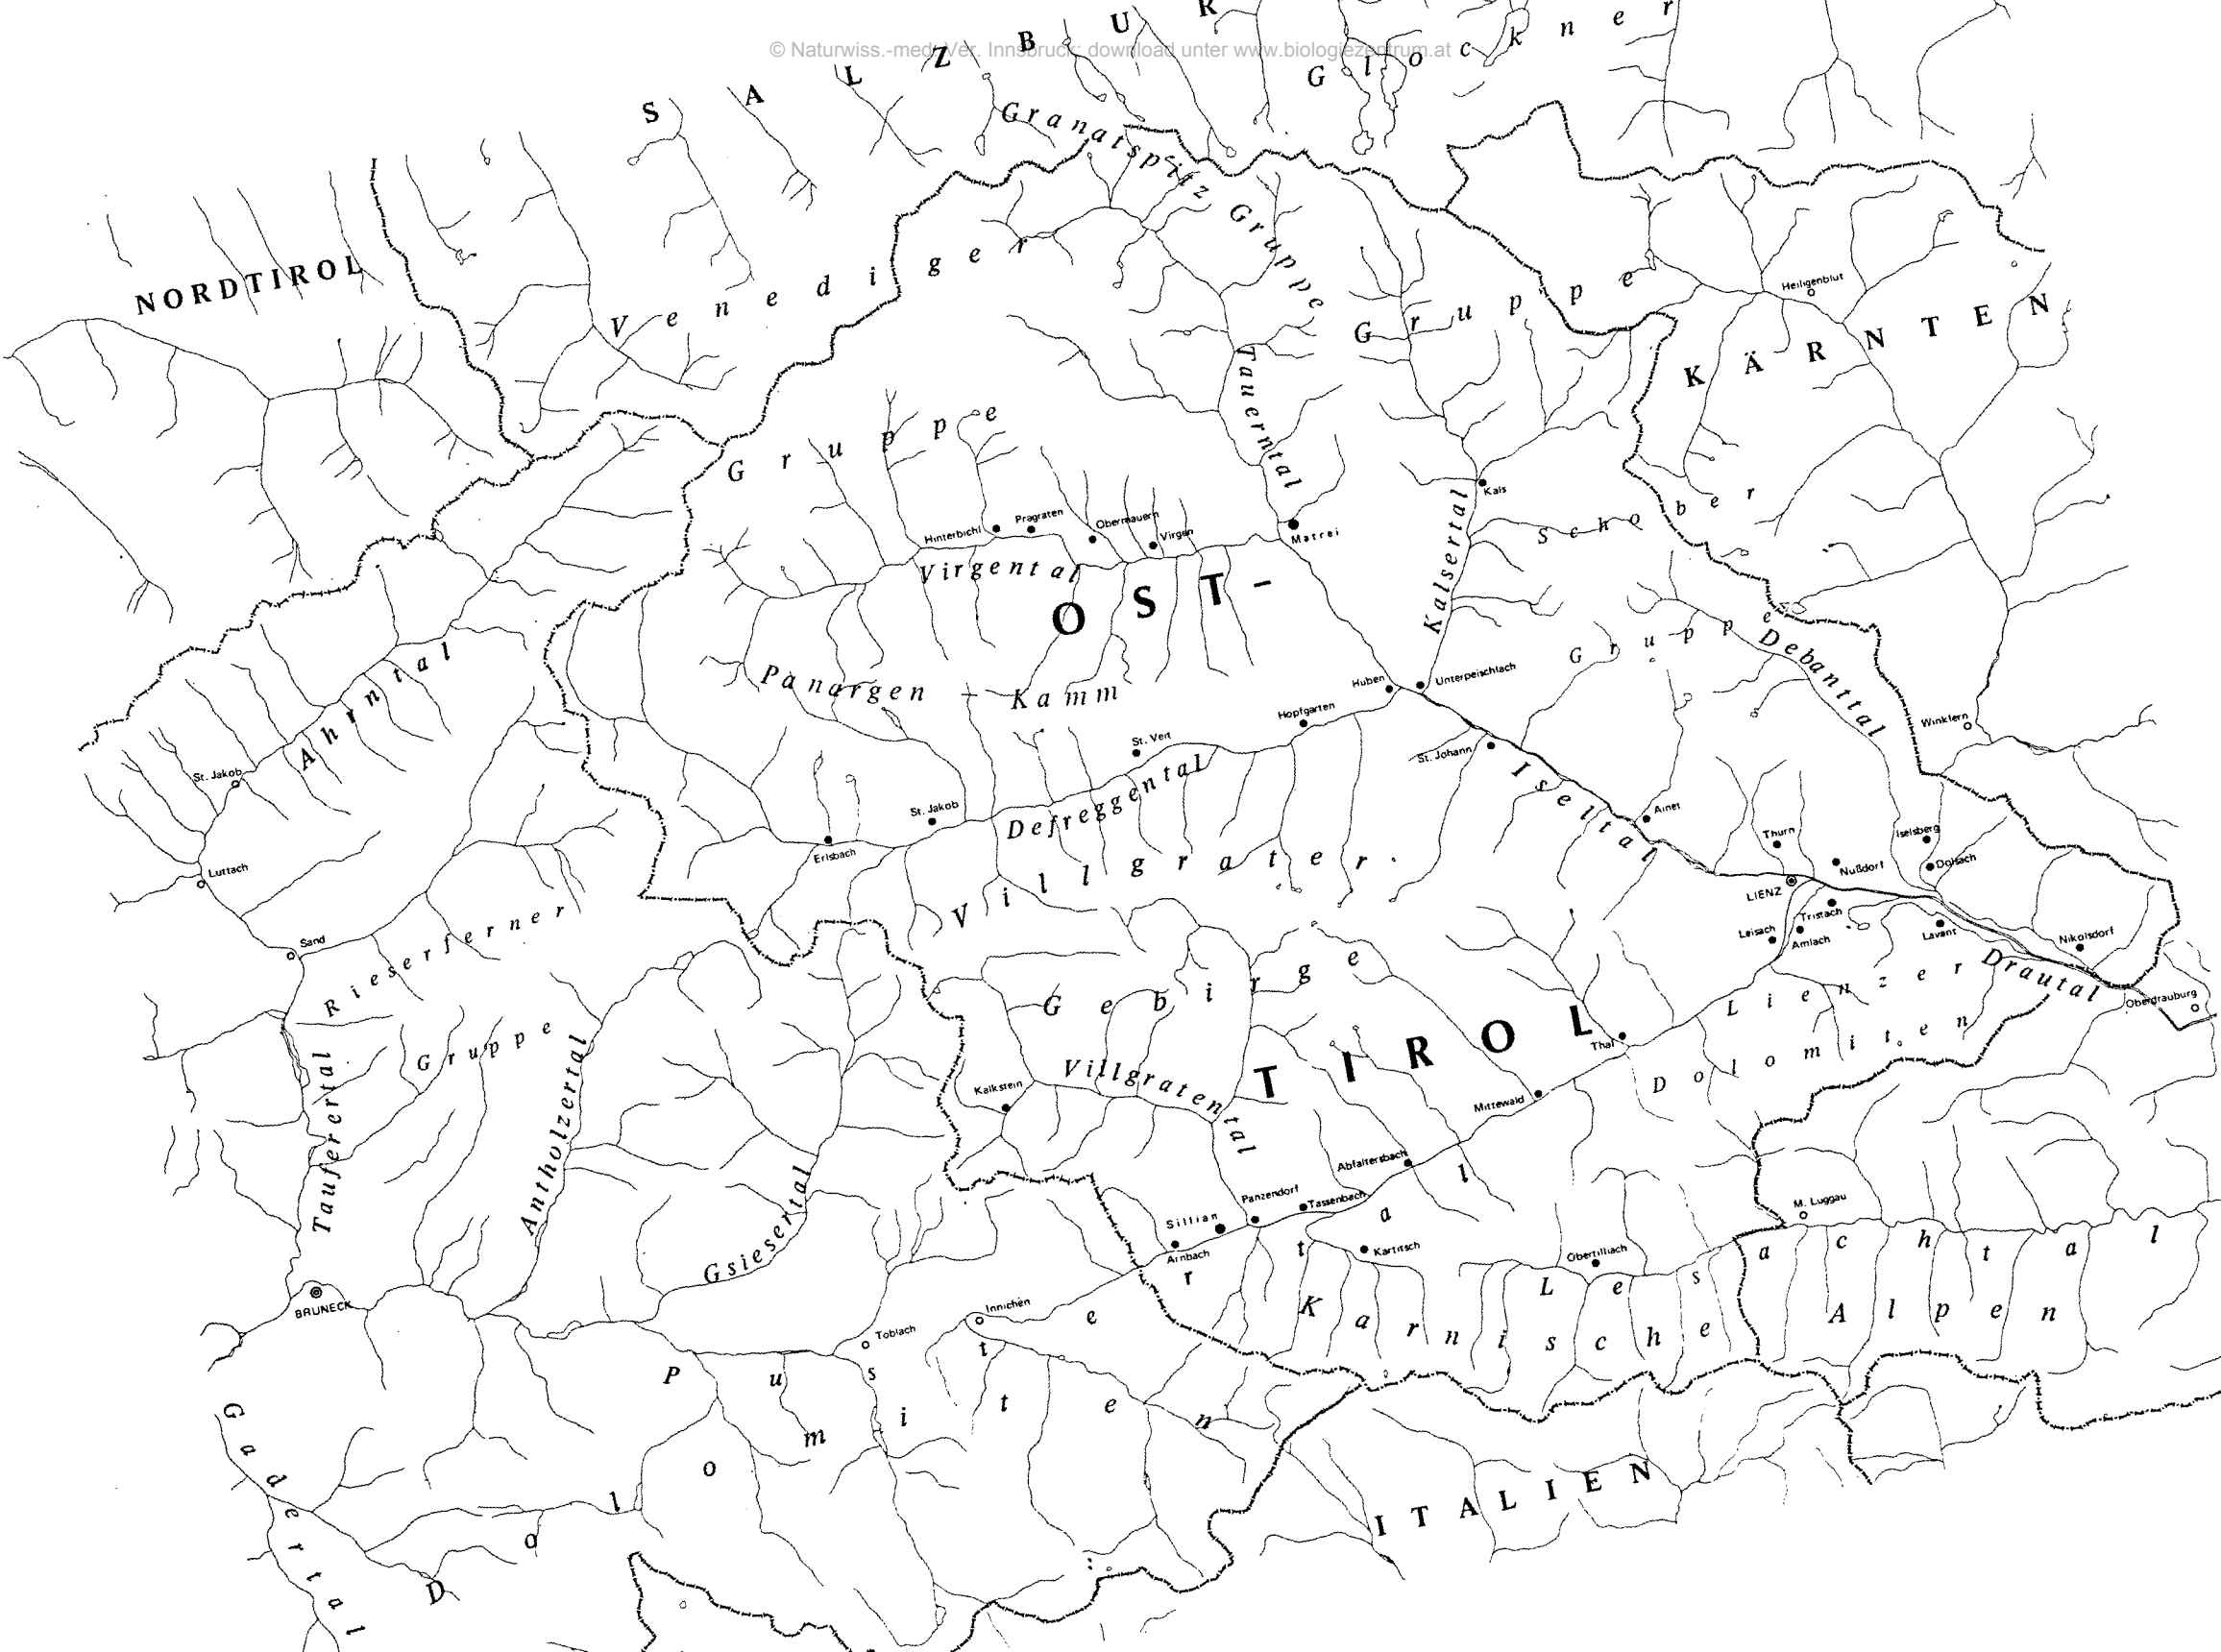 © Naturwiss.-med. Ver. Innsbruck; download unter www.biologiezentrum.at
SALZBUR
Glockner
Granatspitz Gruppe
NORDTIROL
Venediger
Gruppe
Heiligenblut
KÄRNTEN
Tauerntal
Gruppe
Kals
Kalsertal
Schober
Hinterbichl
Pragraten
Obermauern
Virgen
Matrei
Virgental
OST-
Gruppe
Debanttal
Ahrntal
Panargen - Kamm
Huben
Unterpeischlach
Hopfgarten
Winklern
St. Veit
St. Johann
St. Jakob
Iseltal
St. Jakob
Defreggental
Ainet
Erlsbach
Thurn
Iselsberg
Luttach
Villgrater
Nußdorf
Dölsach
LIENZ
Tristach
Leisach
Amlach
Lavant
Nikolsdorf
Sand
Rieserferner
Gebirge
Lienzer
Drautal
Oberdrauburg
Gruppe
TIROL
Thal
Dolomiten
Taufferertal
Antholzertal
Kalkstein
Villgratental
Mittewald
Abfaltersbach
Gsiesertal
Panzendorf
Tassenbach
M. Luggau
Sillian
Arnbach
Kartitsch
Obertilliach
Lesachtal
BRUNECK
Innichen
Toblach
Karnische Alpen
Pustertal
Gadertal
Dolomiten
ITALIEN